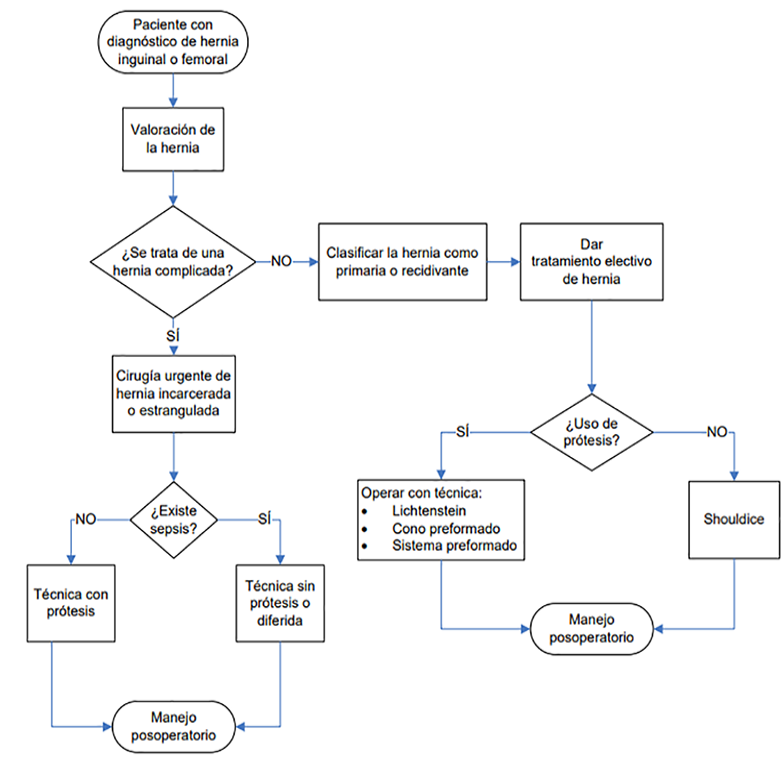 Paciente con
diagnóstico de hernia
inguinal o femoral
Valoración de
la hernia
¿Se trata de una
hernia complicada?
NO
Clasificar la hernia como
primaria o recidivante
Dar
tratamiento electivo
de hernia
SÍ
Cirugía urgente de
hernia incarcerada
o estrangulada
¿Uso de
prótesis?
SÍ
NO
Operar con técnica:
• Lichtenstein
• Cono preformado
• Sistema preformado
Shouldice
¿Existe
sepsis?
NO
SÍ
Técnica con
prótesis
Técnica sin
prótesis o
diferida
Manejo
posoperatorio
Manejo
posoperatorio